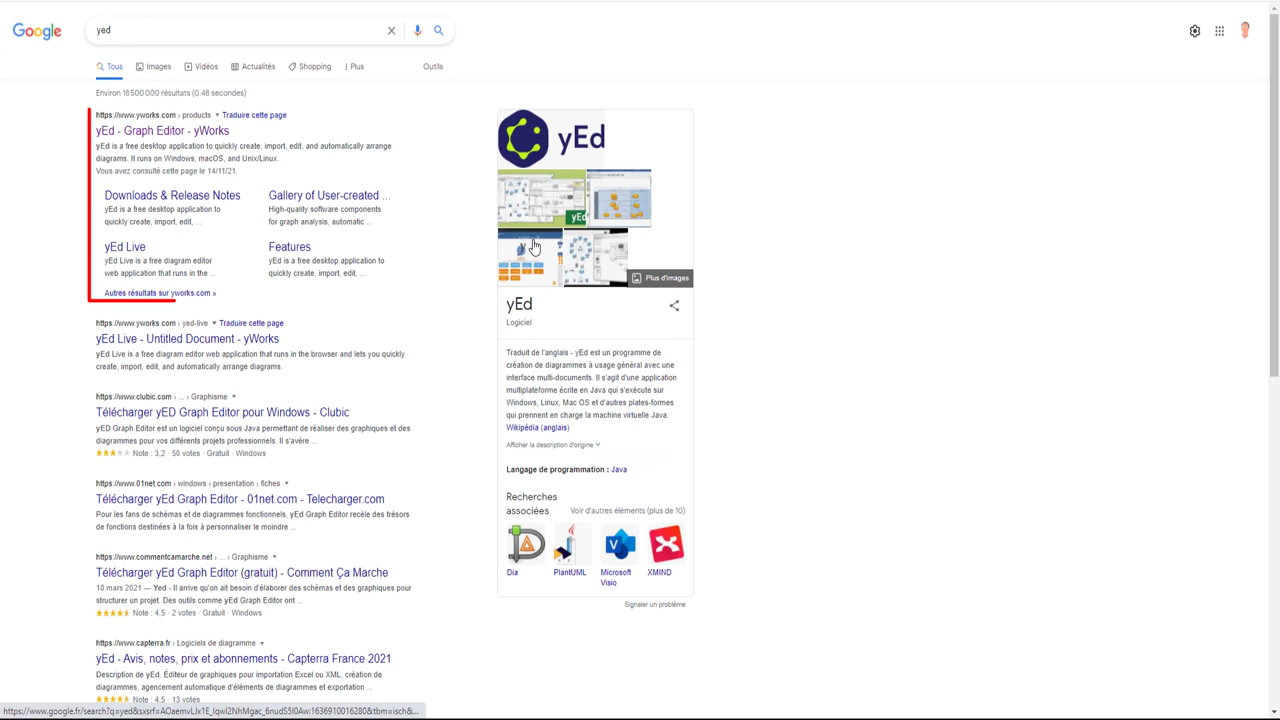 Google
yed
Tous
Images
Vidéos
Actualités
Shopping
Plus
Outils
Environ 18 500 000 résultats (0,48 secondes)
https://www.yworks.com › products
Traduire cette page
yEd - Graph Editor - yWorks
yEd is a free desktop application to quickly create, import, edit, and automatically arrange
diagrams. It runs on Windows, macOS, and Unix/Linux.
Vous avez consulté cette page le 14/11/21.
Downloads & Release Notes
yEd is a free desktop application to
quickly create, import, edit, ...
Gallery of User-created ...
High-quality software components
for graph analysis, automatic ...
yEd Live
yEd Live is a free diagram editor
web application that runs in the ...
Features
yEd is a free desktop application to
quickly create, import, edit, ...
Autres résultats sur yworks.com »
https://www.yworks.com › yed-live
Traduire cette page
yEd Live - Untitled Document - yWorks
yEd Live is a free diagram editor web application that runs in the browser and lets you quickly
create, import, edit, and automatically arrange diagrams.
https://www.clubic.com › ... › Graphisme
Télécharger yED Graph Editor pour Windows - Clubic
yED Graph Editor est un logiciel conçu sous Java permettant de réaliser des graphiques et des
diagrammes pour vos différents projets professionnels. Il s'avère ...
Note : 3,2 · 50 votes · Gratuit · Windows
https://www.01net.com › windows › presentation › fiches
Télécharger yEd Graph Editor - 01net.com - Telecharger.com
Pour les fans de schémas et de diagrammes fonctionnels, yEd Graph Editor recèle des trésors
de fonctions destinées à la fois à personnaliser le moindre ...
https://www.commentcamarche.net › ... › Graphisme
Télécharger yEd Graph Editor (gratuit) - Comment Ça Marche
18 mars 2021 — Yed - Il arrive qu'on ait besoin d'élaborer des schémas et des graphiques pour
structurer un projet. Des outils comme yEd Graph Editor ont ...
Note : 4,5 · 2 votes · Gratuit · Windows
https://www.capterra.fr › Logiciels de diagramme
yEd - Avis, notes, prix et abonnements - Capterra France 2021
Description de yEd. Éditeur de graphiques pour importation Excel ou XML, création de
diagrammes, agencement automatique d'éléments de diagrammes et exportation ...
Note : 4,5 · 13 votes
yEd
yEd
Plus d'images
yEd
Logiciel
Traduit de l'anglais - yEd est un programme de
création de diagrammes à usage général avec une
interface multi-documents. Il s'agit d'une application
multiplateforme écrite en Java qui s'exécute sur
Windows, Linux, Mac OS et d'autres plates-formes
qui prennent en charge la machine virtuelle Java.
Wikipédia (anglais)
Afficher la description d'origine
Langage de programmation : Java
Recherches
associées
Voir d'autres éléments (plus de 10)
Dia
PlantUML
Microsoft
Visio
XMIND
Signaler un problème